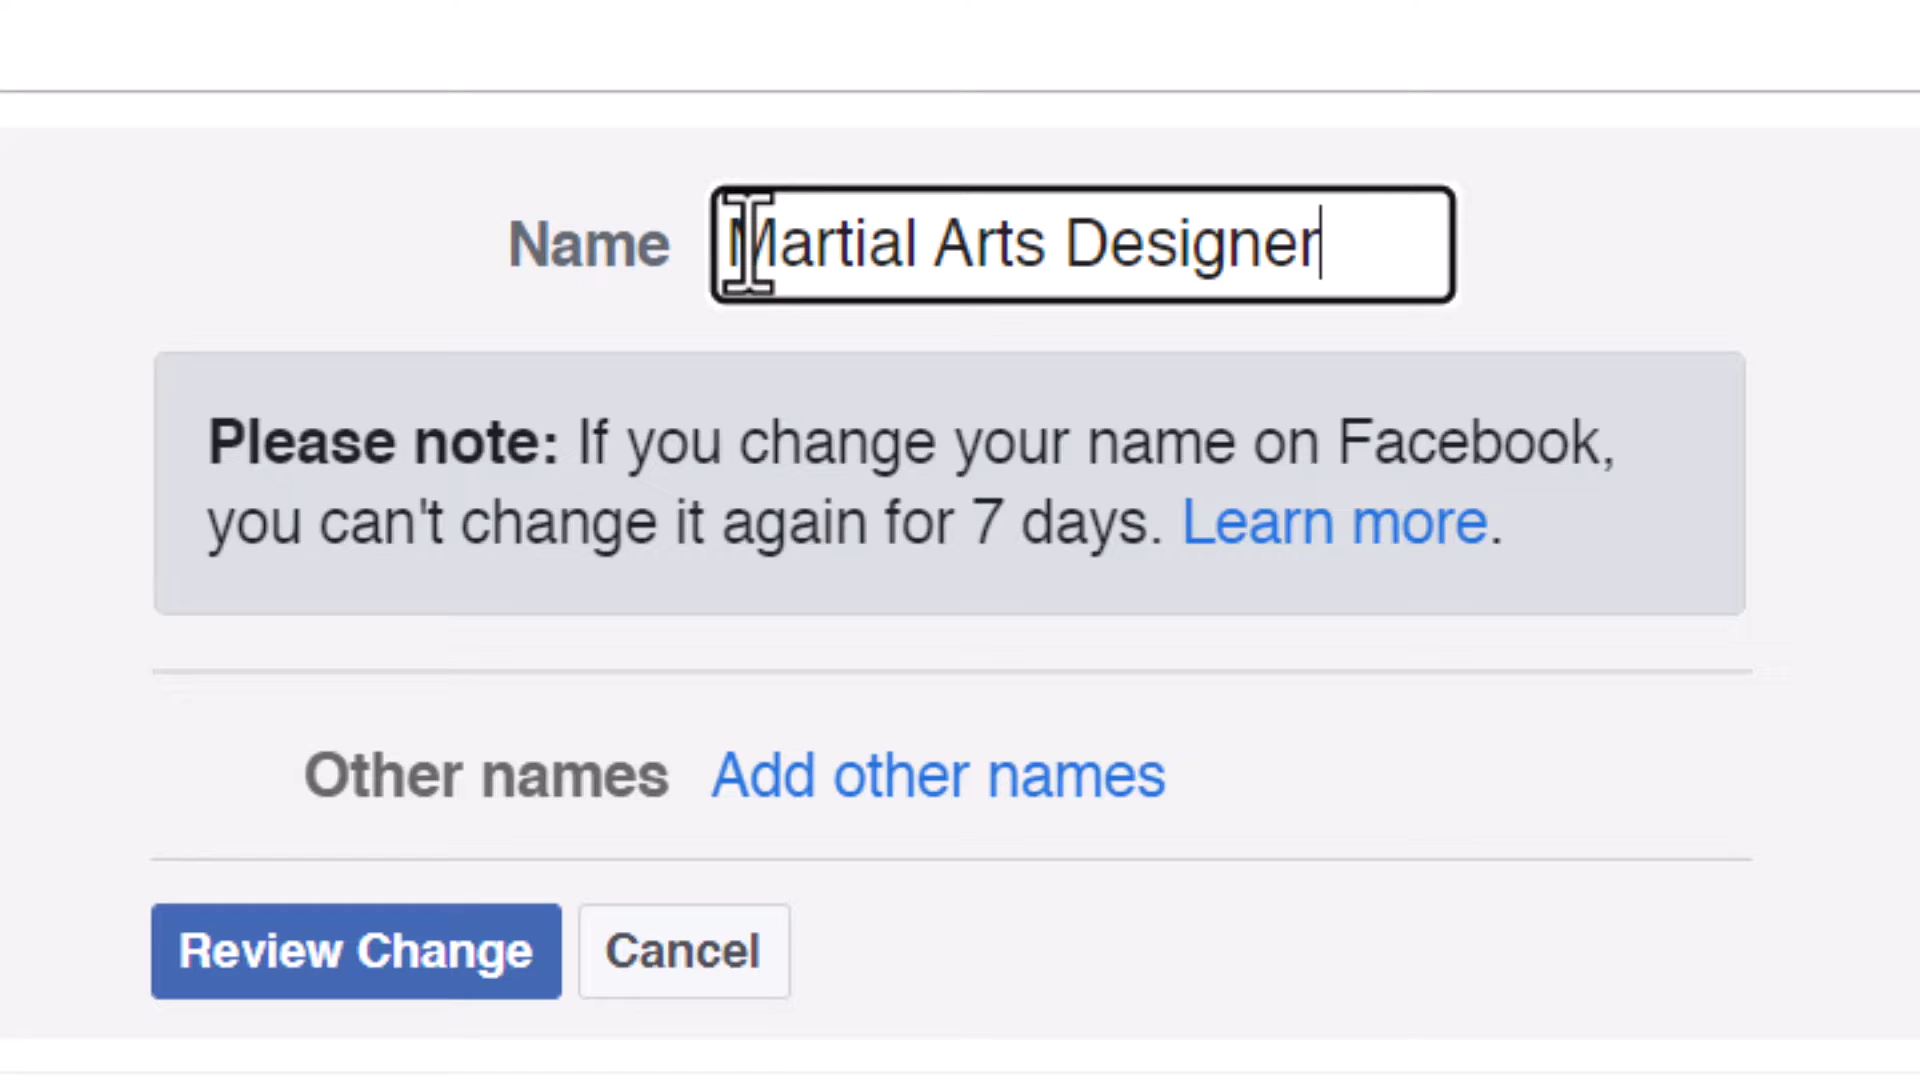 Name Martial Arts Designer
Please note: If you change your name on Facebook,
you can't change it again for 7 days. Learn more.
Other names Add other names
Review Change Cancel